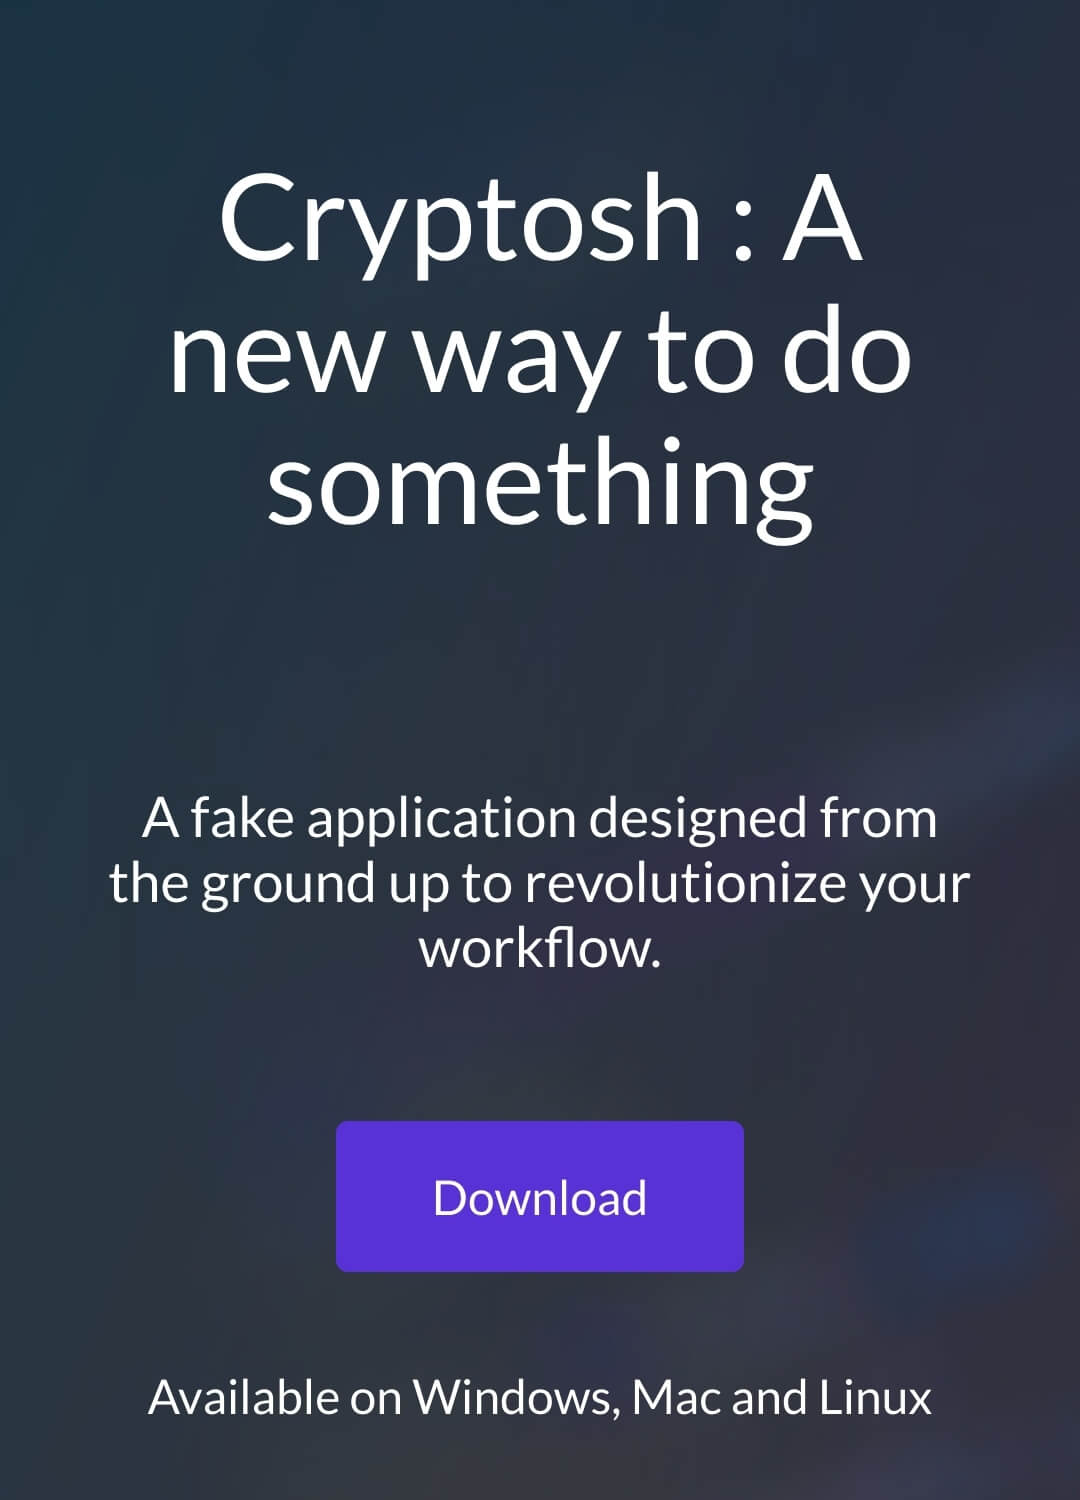 Cryptosh : A
new way to do
something
A fake application designed from
the ground up to revolutionize your
workflow.
Download
Available on Windows, Mac and Linux